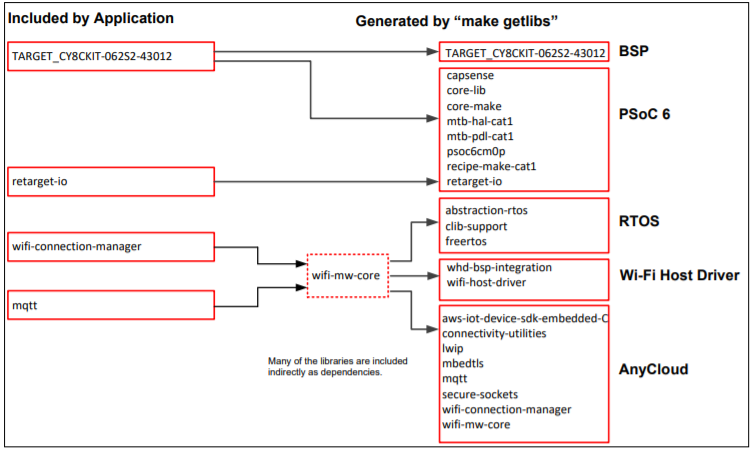 Included by Application
Generated by “make getlibs”
TARGET_CY8CKIT-062S2-43012
TARGET_CY8CKIT-062S2-43012
BSP
capsense
core-lib
core-make
mtb-hal-cat1
mtb-pdl-cat1
psoc6cm0p
recipe-make-cat1
retarget-io
PSoC 6
retarget-io
abstraction-rtos
clib-support
freertos
RTOS
wifi-connection-manager
wifi-mw-core
whd-bsp-integration
wifi-host-driver
Wi-Fi Host Driver
mqtt
aws-iot-device-sdk-embedded-C
connectivity-utilities
lwip
mbedtls
mqtt
secure-sockets
wifi-connection-manager
wifi-mw-core
AnyCloud
Many of the libraries are included
indirectly as dependencies.